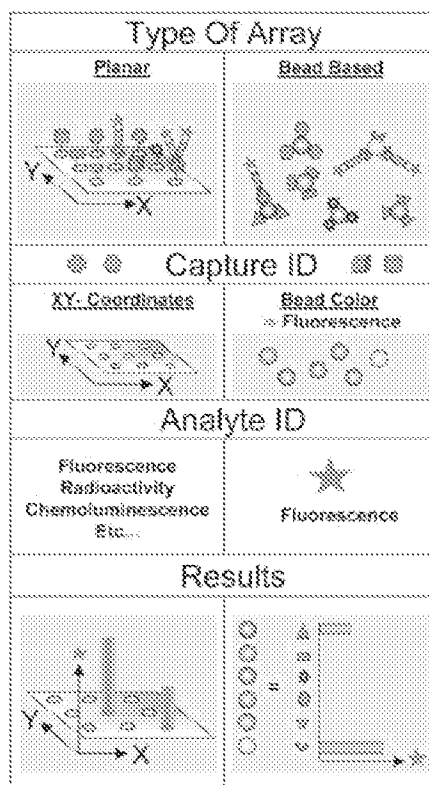 Type Of Array
Planar
Bead Based
Y
X
Capture ID
XY- Coordinates
Bead Color
Fluorescence
Y
X
Analyte ID
Fluorescence
Radioactivity
Chemoluminescence
Etc...
Fluorescence
Results
Y
X
=